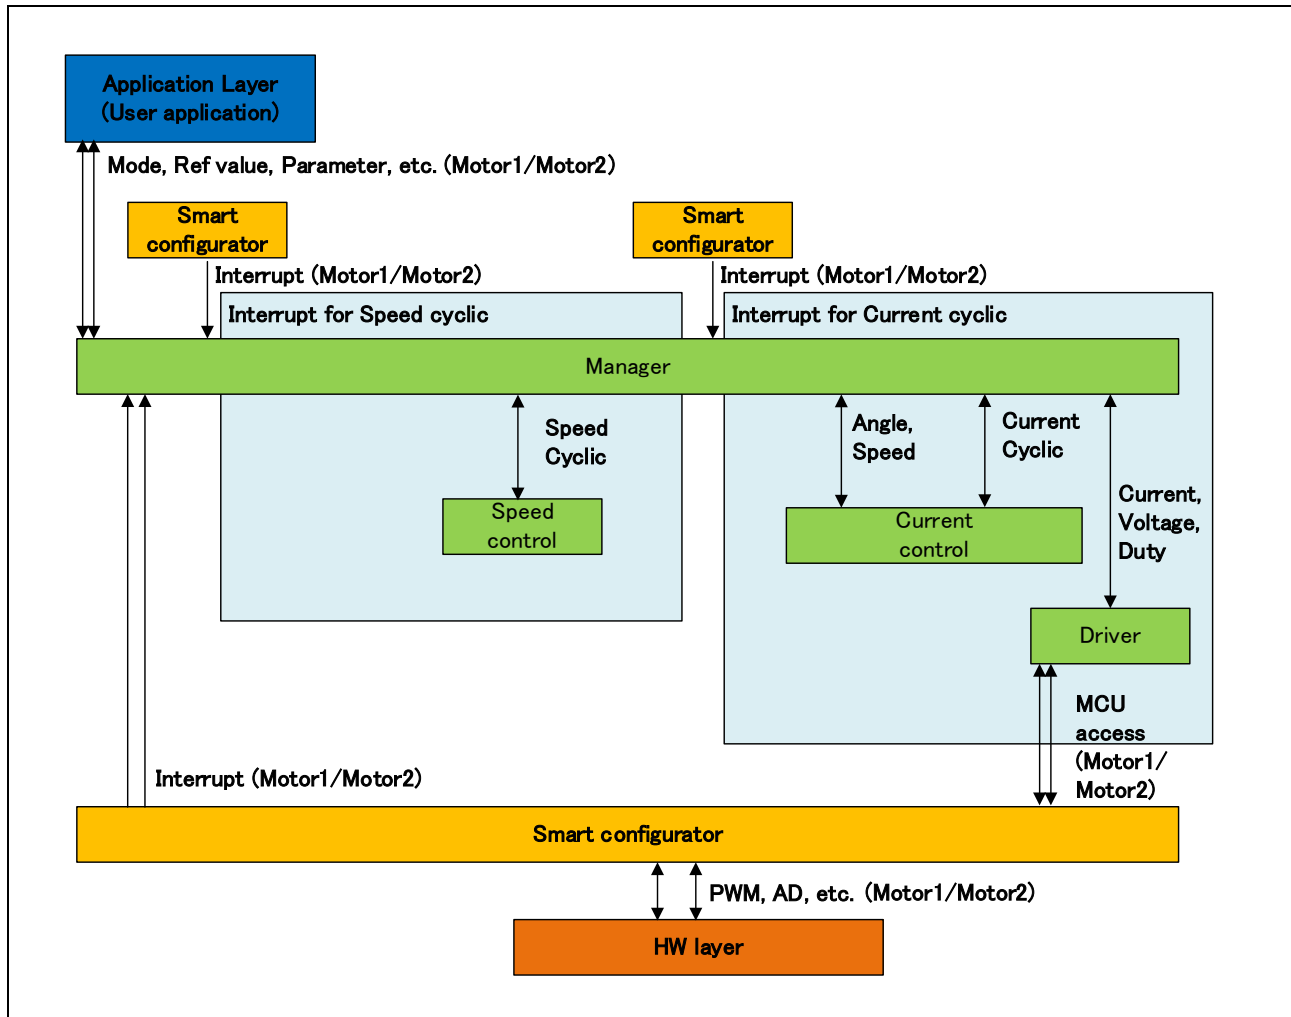 Application Layer
(User application)
Mode, Ref value, Parameter, etc. (Motor1/Motor2)
Smart
configurator
Smart
configurator
Interrupt (Motor1/Motor2)
Interrupt (Motor1/Motor2)
Interrupt for Speed cyclic
Interrupt for Current cyclic
Manager
Speed
Cyclic
Angle,
Speed
Current
Cyclic
Current,
Voltage,
Duty
Speed
control
Current
control
Driver
MCU
access
(Motor1/
Motor2)
Interrupt (Motor1/Motor2)
Smart configurator
PWM, AD, etc. (Motor1/Motor2)
HW layer